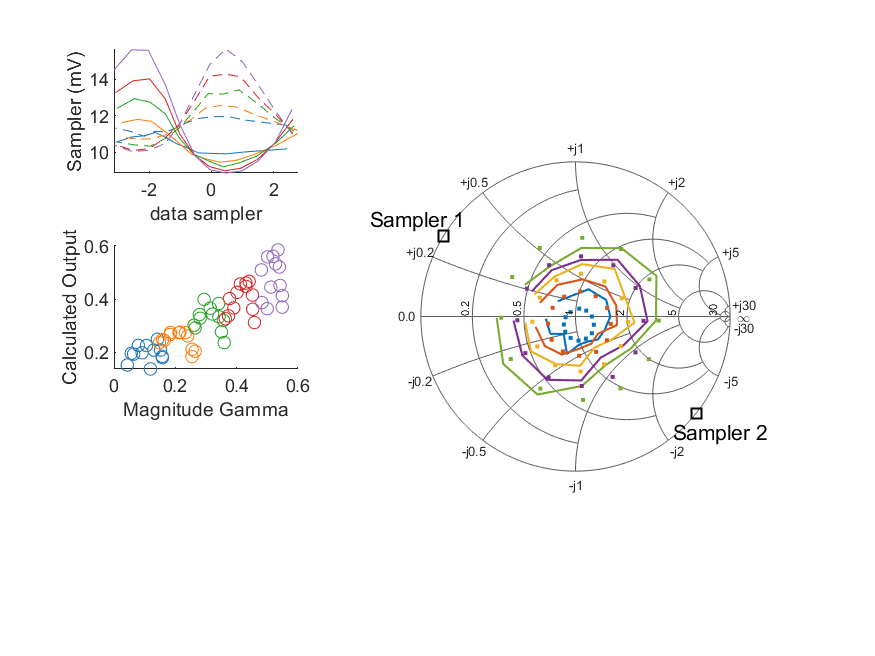 Sampler (mV)
14
12
10
-2
0
2
data sampler
Calculated Output
0.6
0.4
0.2
0
0.2
0.4
0.6
Magnitude Gamma
+j1
+j0.5
+j2
Sampler 1
+j0.2
+j5
0.0
0.2
0.5
2
5
30
+j30
∞
-j30
-j0.2
-j5
Sampler 2
-j0.5
-j2
-j1